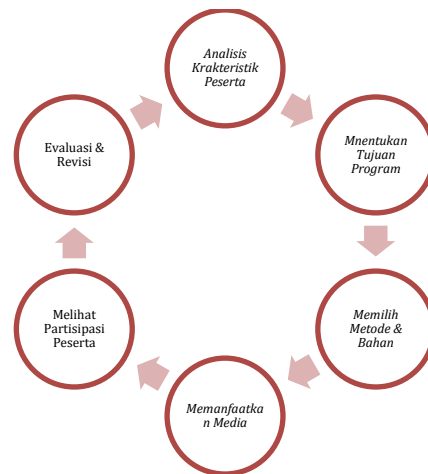 Analisis
Krakteristik
Peserta
Mnentukan
Tujuan
Program
Memilih
Metode &
Bahan
Memanfaatka
n Media
Melihat
Partisipasi
Peserta
Evaluasi &
Revisi